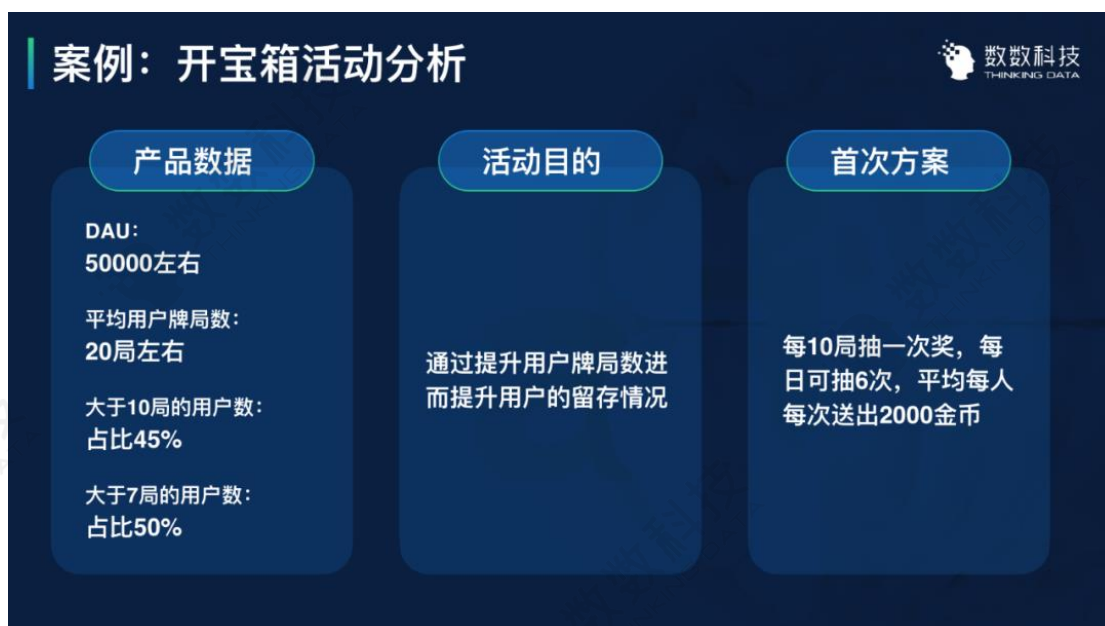 案例：开宝箱活动分析
数数科技
THINKING DATA
产品数据
DAU：
50000左右
平均用户牌局数：
20局左右
大于10局的用户数：
占比45%
大于7局的用户数：
占比50%
活动目的
通过提升用户牌局数进
而提升用户的留存情况
首次方案
每10局抽一次奖，每
日可抽6次，平均每人
每次送出2000金币